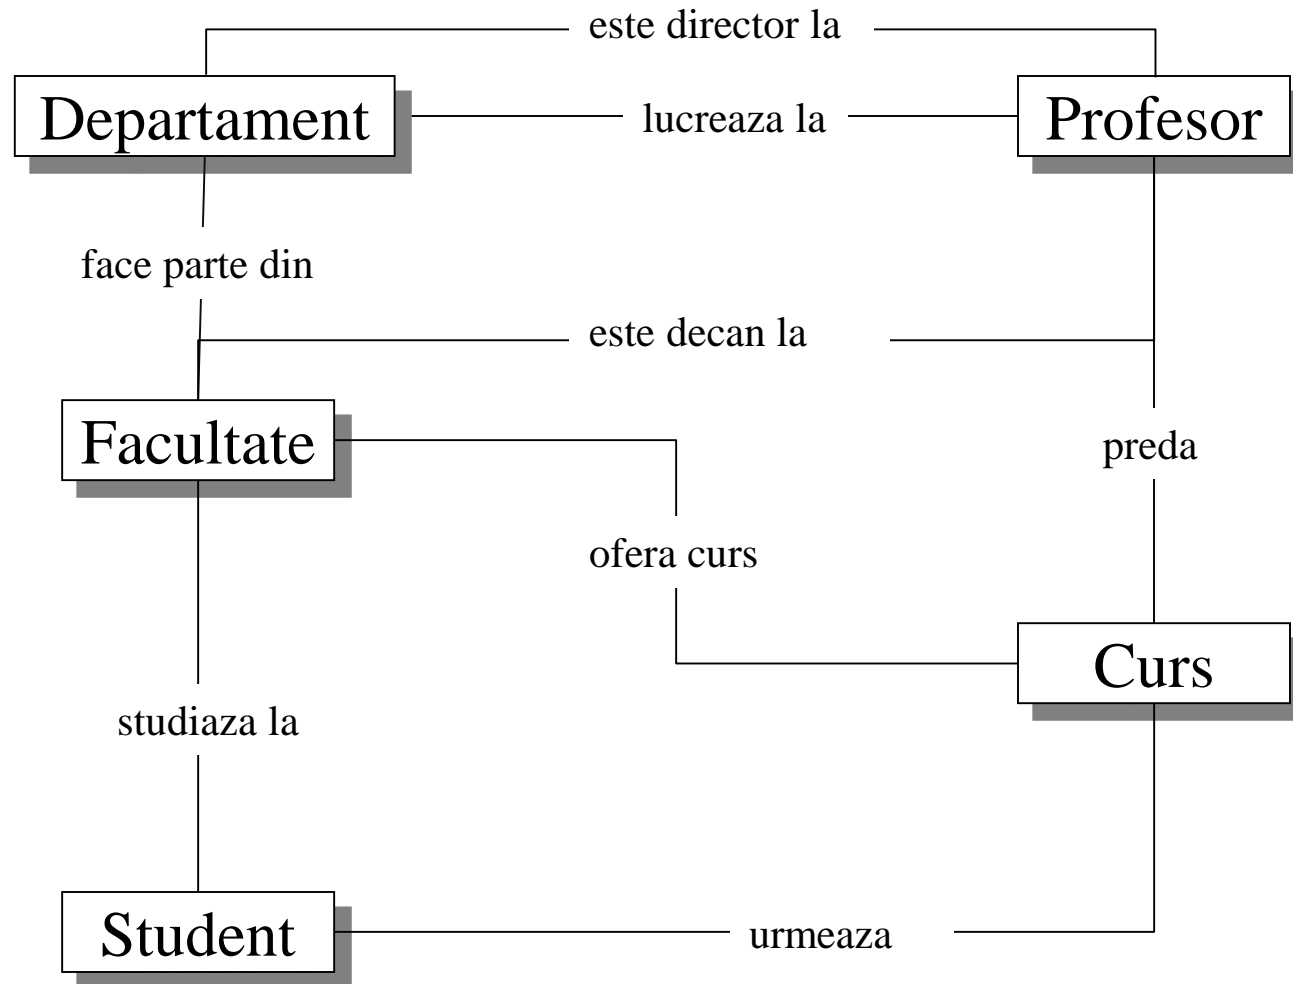 este director la
Departament
lucreaza la
Profesor
face parte din
este decan la
Facultate
preda
ofera curs
Curs
studiaza la
Student
urmeaza